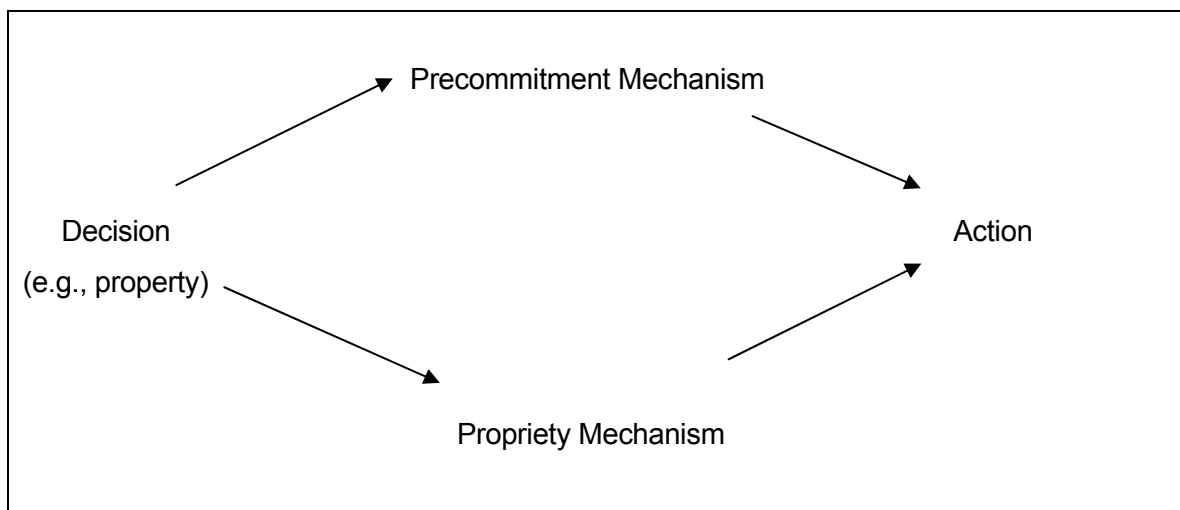 Precommitment Mechanism
Decision
(e.g., property)
Action
Propriety Mechanism